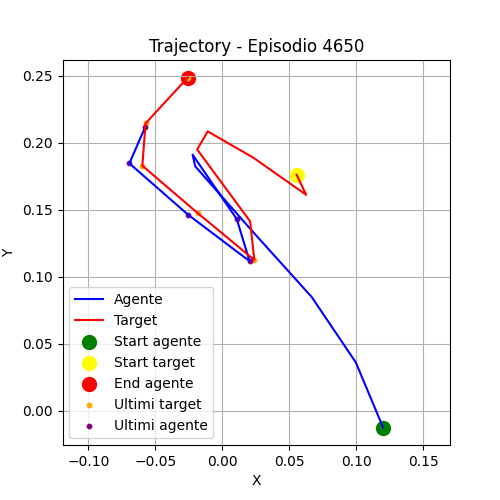 Trajectory - Episodio 4650
0.25
0.20
0.15
0.10
0.05
0.00
Y
Agente
Target
Start agente
Start target
End agente
Ultimi target
Ultimi agente
−0.10
−0.05
0.00
0.05
0.10
0.15
X